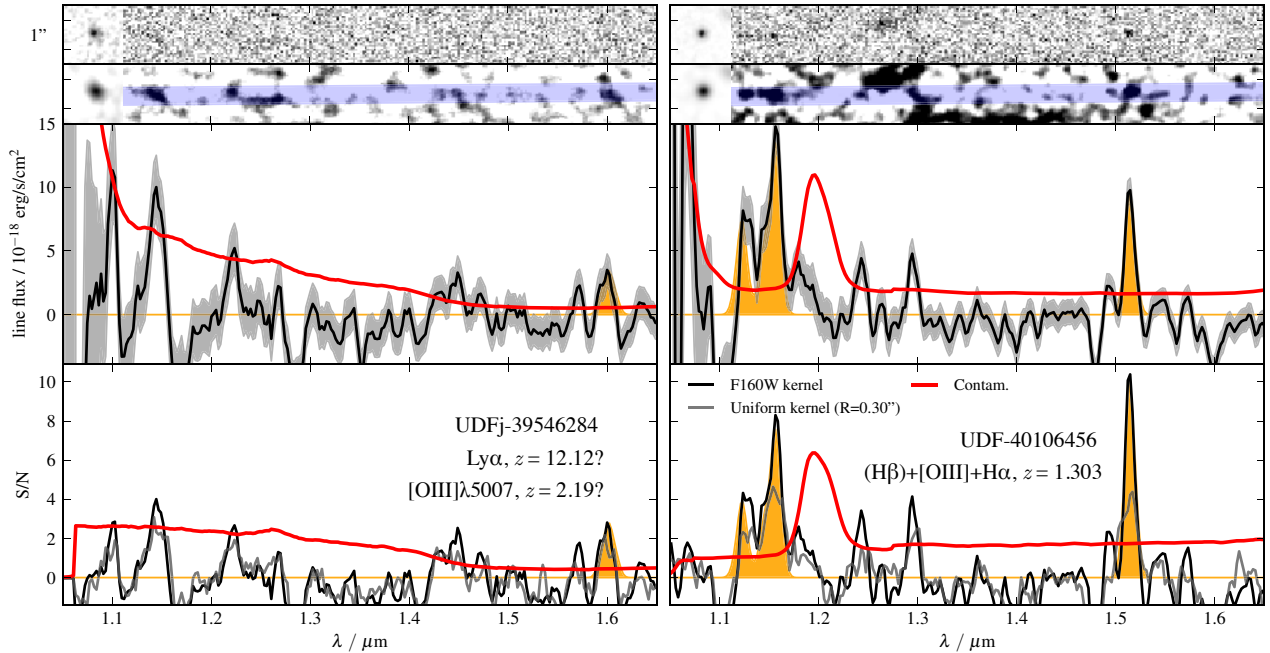 1”
15
10
5
0
line flux / 10⁻¹⁸ erg/s/cm²
10
8
6
4
2
0
S/N
UDFj-39546284
Lyα, z = 12.12?
[OIII]λ5007, z = 2.19?
1.1 1.2 1.3 1.4 1.5 1.6
λ / μm
F160W kernel
Contam.
Uniform kernel (R=0.30”)
UDF-40106456
(Hβ)+[OIII]+Hα, z = 1.303
1.1 1.2 1.3 1.4 1.5 1.6
λ / μm